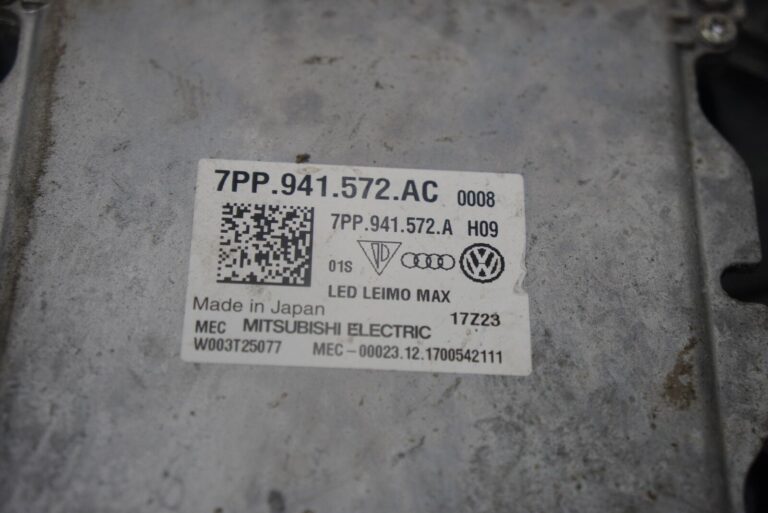 7PP.941.572.AC 0008
7PP.941.572.A H09
01S
LED LEIMO MAX
Made in Japan 17Z23
MEC MITSUBISHI ELECTRIC
W003T25077 MEC-00023.12.1700542111